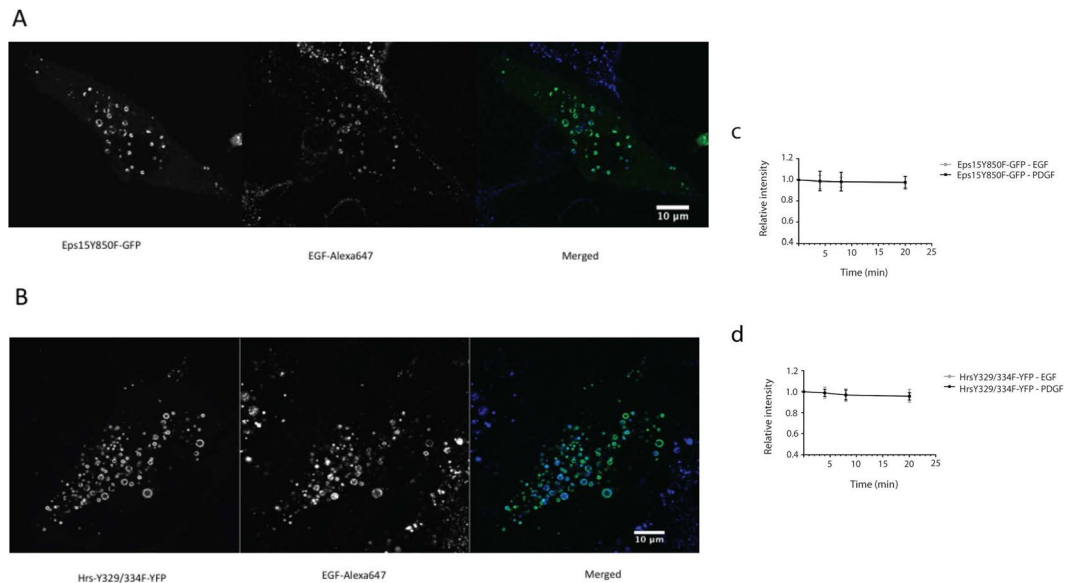 A
10 μm
Eps15Y850F-GFP
EGF-Alexa647
Merged
B
10 μm
Hrs-Y329/334F-YFP
EGF-Alexa647
Merged
c
1.2
1.0
0.8
0.6
0.4
Relative intensity
5 10 15 20 25
Time (min)
Eps15Y850F-GFP - EGF
Eps15Y850F-GFP - PDGF
d
1.2
1.0
0.8
0.6
0.4
Relative intensity
5 10 15 20 25
Time (min)
HrsY329/334F-YFP - EGF
HrsY329/334F-YFP - PDGF